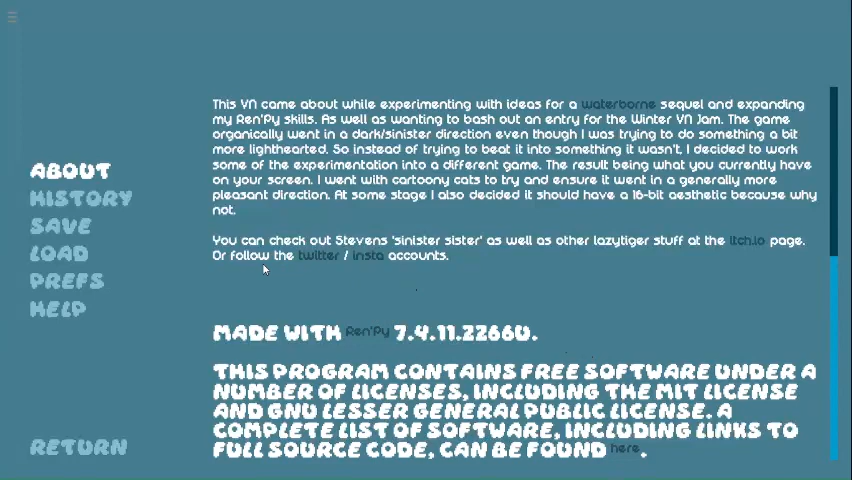 This VN came about while experimenting with ideas for a waterborne sequel and expanding
my Ren'Py skills. As well as wanting to bash out an entry for the Winter VN Jam. The game
organically went in a dark/sinister direction even though I was trying to do something a bit
more lighthearted. So instead of trying to beat it into something it wasn't, I decided to work
some of the experimentation into a different game. The result being what you currently have
on your screen. I went with cartoony cats to try and ensure it went in a generally more
pleasant direction. At some stage I also decided it should have a 16-bit aesthetic because why
not.
You can check out Stevens 'sinister sister' as well as other lazytiger stuff at the itch.io page.
Or follow the twitter / insta accounts.
MADE WITH Ren'Py 7.4.11.2266U.
THIS PROGRAM CONTAINS FREE SOFTWARE UNDER A
NUMBER OF LICENSES, INCLUDING THE MIT LICENSE
AND GNU LESSER GENERAL PUBLIC LICENSE. A
COMPLETE LIST OF SOFTWARE, INCLUDING LINKS TO
FULL SOURCE CODE, CAN BE FOUND here.
ABOUT
HISTORY
SAVE
LOAD
PREFS
HELP
RETURN